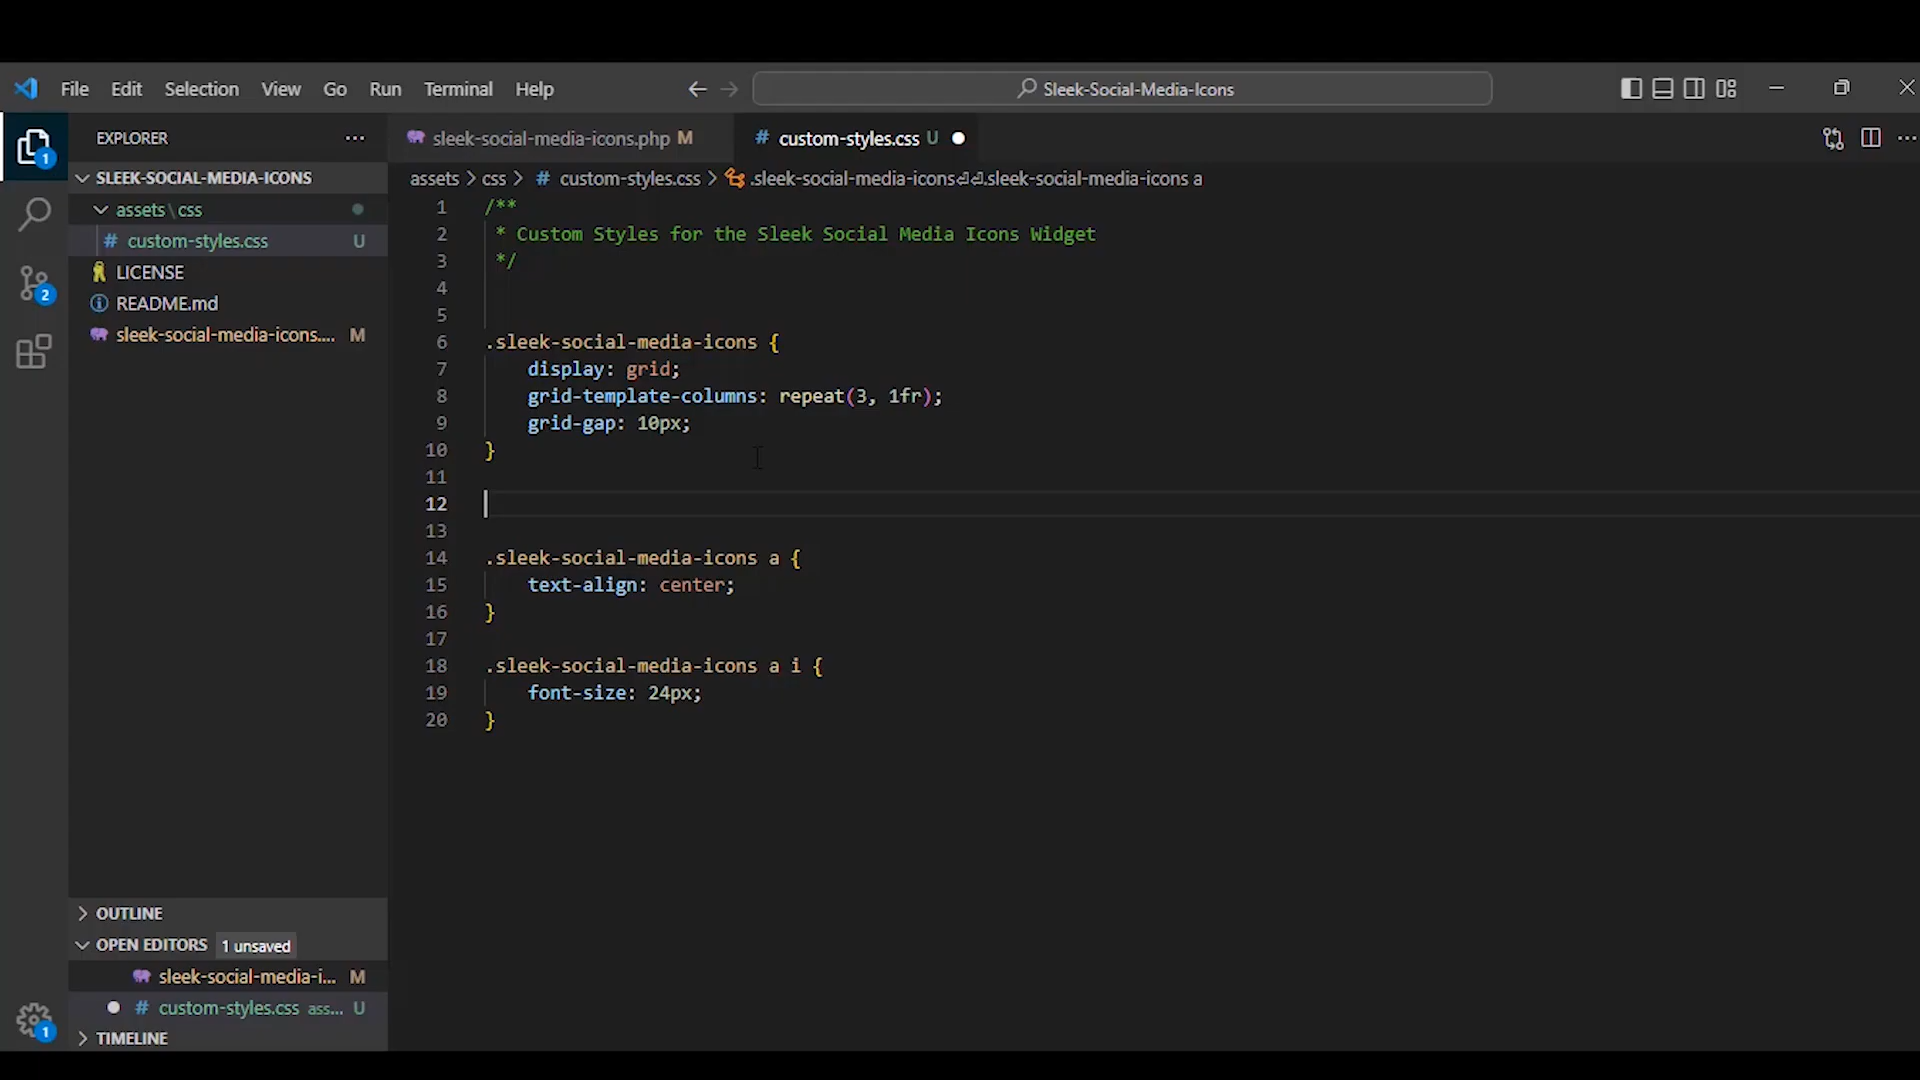 File Edit Selection View Go Run Terminal Help Sleek-Social-Media-Icons
EXPLORER
sleek-social-media-icons.php M
custom-styles.css U
SLEEK-SOCIAL-MEDIA-ICONS
assets > css > # custom-styles.css > .sleek-social-media-icons⏎⏎.sleek-social-media-icons a
assets\css
# custom-styles.css U
LICENSE
README.md
sleek-social-media-icons.... M
1
2
1 /**
2 * Custom Styles for the Sleek Social Media Icons Widget
3 */
4
5
6 .sleek-social-media-icons {
7 display: grid;
8 grid-template-columns: repeat(3, 1fr);
9 grid-gap: 10px;
10 }
11
12
13
14 .sleek-social-media-icons a {
15 text-align: center;
16 }
17
18 .sleek-social-media-icons a i {
19 font-size: 24px;
20 }
OUTLINE
OPEN EDITORS 1 unsaved
sleek-social-media-i... M
# custom-styles.css ass... U
TIMELINE
1